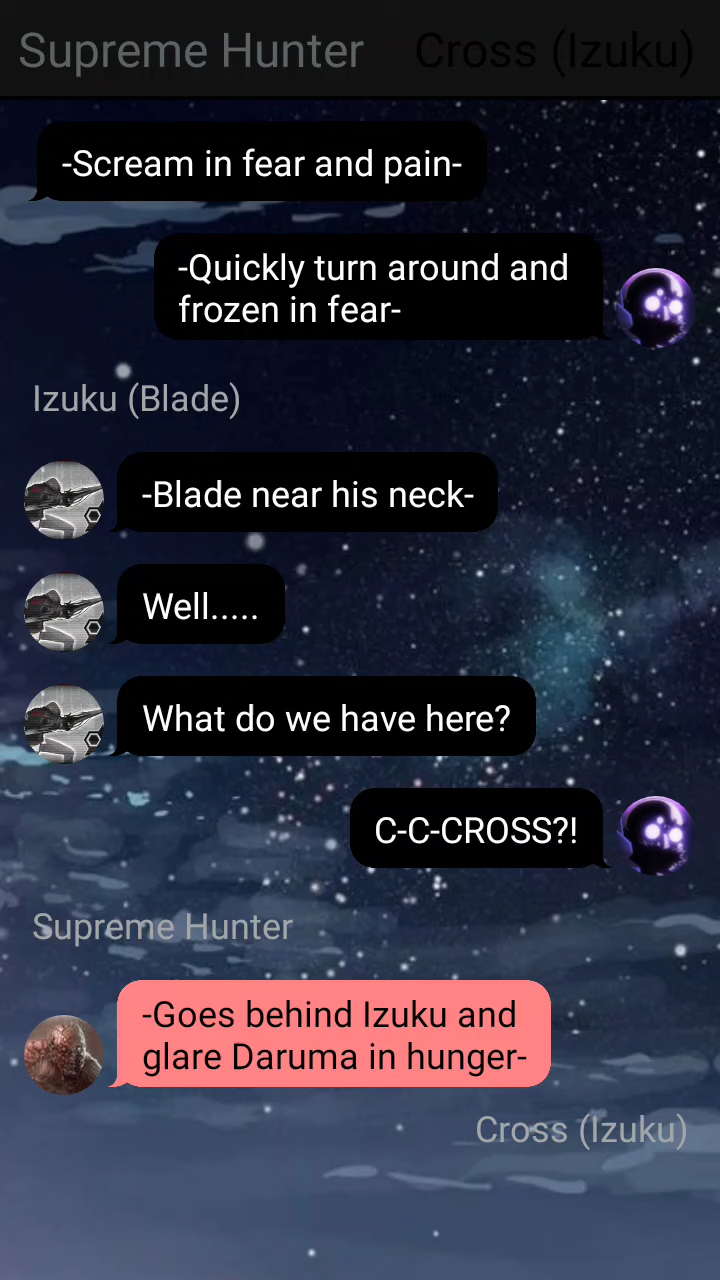 Supreme Hunter Cross (Izuku)
-Scream in fear and pain-
-Quickly turn around and
frozen in fear-
Izuku (Blade)
-Blade near his neck-
Well.....
What do we have here?
C-C-CROSS?!
Supreme Hunter
-Goes behind Izuku and
glare Daruma in hunger-
Cross (Izuku)